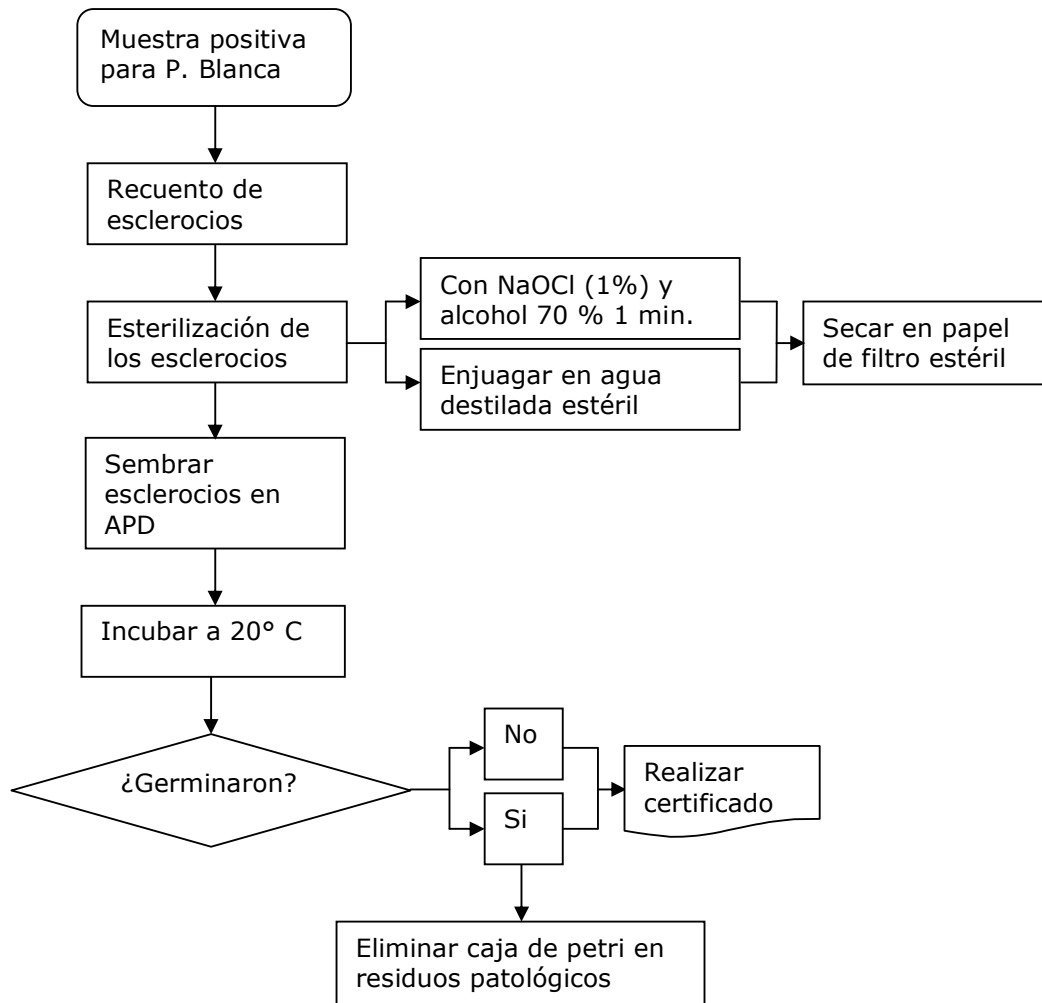 Muestra positiva
para P. Blanca
Recuento de
esclerocios
Esterilización de
los esclerocios
Con NaOCl (1%) y
alcohol 70 % 1 min.
Enjuagar en agua
destilada estéril
Secar en papel
de filtro estéril
Sembrar
esclerocios en
APD
Incubar a 20° C
¿Germinaron?
No
Si
Realizar
certificado
Eliminar caja de petri en
residuos patológicos